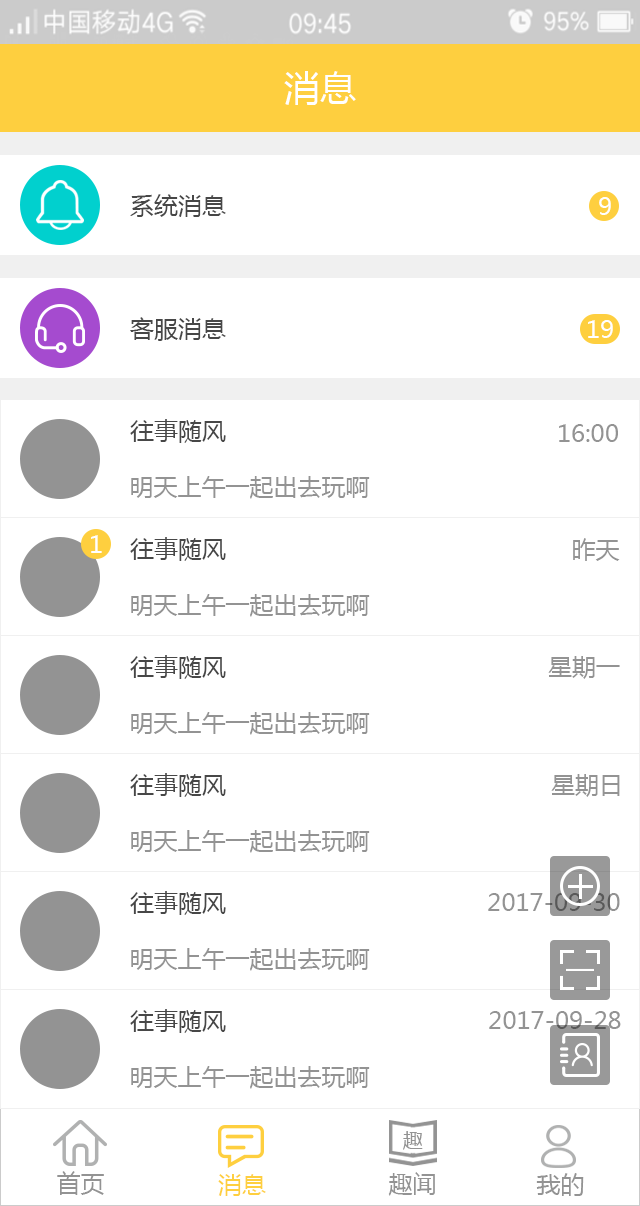 中国移动4G 09:45 95%
消息
系统消息 9
客服消息 19
往事随风 16:00
明天上午一起出去玩啊
1 往事随风 昨天
明天上午一起出去玩啊
往事随风 星期一
明天上午一起出去玩啊
往事随风 星期日
明天上午一起出去玩啊
往事随风 2017-09-30
明天上午一起出去玩啊
往事随风 2017-09-28
明天上午一起出去玩啊
趣
首页 消息 趣闻 我的